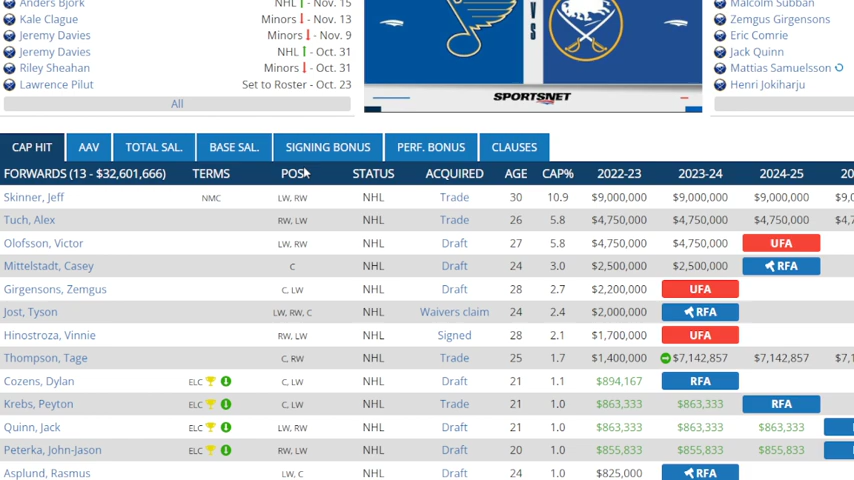 Anders Bjork NHL - Nov. 15
Kale Clague Minors - Nov. 13
Jeremy Davies Minors - Nov. 9
Jeremy Davies NHL - Oct. 31
Riley Sheahan Minors - Oct. 31
Lawrence Pilut Set to Roster - Oct. 23
All
VS
SPORTSNET
Malcolm Subban
Zemgus Girgensons
Eric Comrie
Jack Quinn
Mattias Samuelsson
Henri Jokiharju
CAP HIT AAV TOTAL SAL. BASE SAL. SIGNING BONUS PERF. BONUS CLAUSES
FORWARDS (13 - $32,601,666) TERMS POS. STATUS ACQUIRED AGE CAP% 2022-23 2023-24 2024-25 20
Skinner, Jeff NMC LW, RW NHL Trade 30 10.9 $9,000,000 $9,000,000 $9,000,000 $9,0
Tuch, Alex RW, LW NHL Trade 26 5.8 $4,750,000 $4,750,000 $4,750,000 $4,7
Olofsson, Victor LW, RW NHL Draft 27 5.8 $4,750,000 $4,750,000 UFA
Mittelstadt, Casey C NHL Draft 24 3.0 $2,500,000 $2,500,000 RFA
Girgensons, Zemgus C, LW NHL Draft 28 2.7 $2,200,000 UFA
Jost, Tyson LW, RW, C NHL Waivers claim 24 2.4 $2,000,000 RFA
Hinostroza, Vinnie RW, LW NHL Signed 28 2.1 $1,700,000 UFA
Thompson, Tage C, RW NHL Trade 25 1.7 $1,400,000 $7,142,857 $7,142,857 $7,1
Cozens, Dylan ELC C, LW NHL Draft 21 1.1 $894,167 RFA
Krebs, Peyton ELC C, LW NHL Trade 21 1.0 $863,333 $863,333 RFA
Quinn, Jack ELC LW, RW NHL Draft 21 1.0 $863,333 $863,333 $863,333
Peterka, John-Jason ELC RW, LW NHL Draft 20 1.0 $855,833 $855,833 $855,833
Asplund, Rasmus LW, C NHL Draft 24 1.0 $825,000 RFA